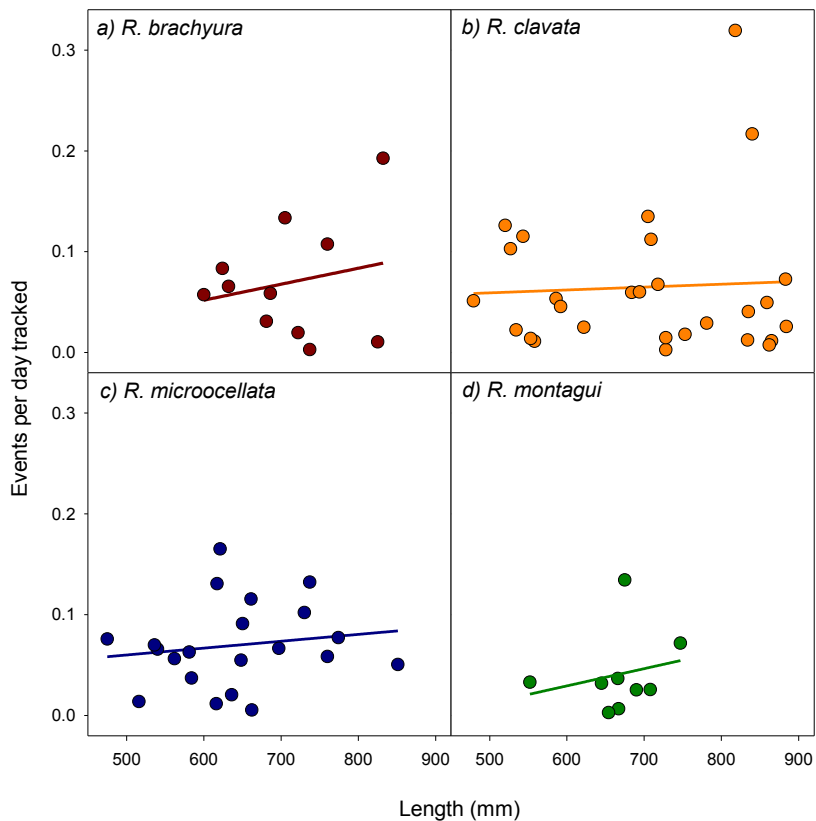 a) R. brachyura
b) R. clavata
0.3
0.2
0.1
0.0
c) R. microocellata
d) R. montagui
0.3
0.2
0.1
0.0
Events per day tracked
500 600 700 800 900
500 600 700 800 900
Length (mm)